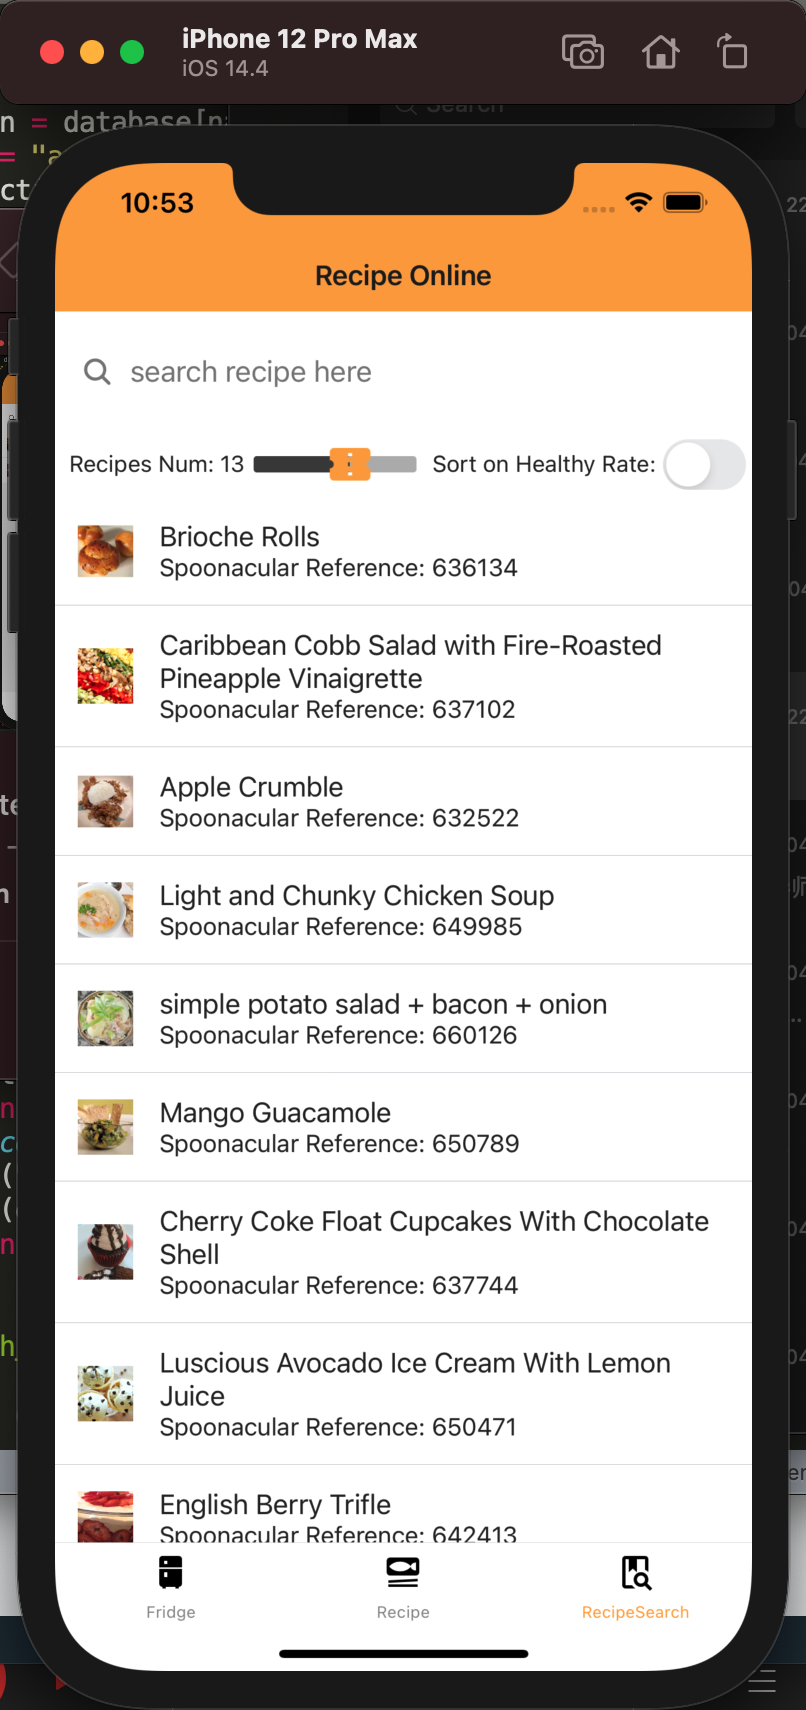 iPhone 12 Pro Max
iOS 14.4
Search
n = database[n
= "a
ct
10:53
Recipe Online
search recipe here
Recipes Num: 13
Sort on Healthy Rate:
Brioche Rolls
Spoonacular Reference: 636134
Caribbean Cobb Salad with Fire-Roasted
Pineapple Vinaigrette
Spoonacular Reference: 637102
Apple Crumble
Spoonacular Reference: 632522
Light and Chunky Chicken Soup
Spoonacular Reference: 649985
simple potato salad + bacon + onion
Spoonacular Reference: 660126
Mango Guacamole
Spoonacular Reference: 650789
Cherry Coke Float Cupcakes With Chocolate
Shell
Spoonacular Reference: 637744
Luscious Avocado Ice Cream With Lemon
Juice
Spoonacular Reference: 650471
English Berry Trifle
Spoonacular Reference: 642413
Fridge
Recipe
RecipeSearch